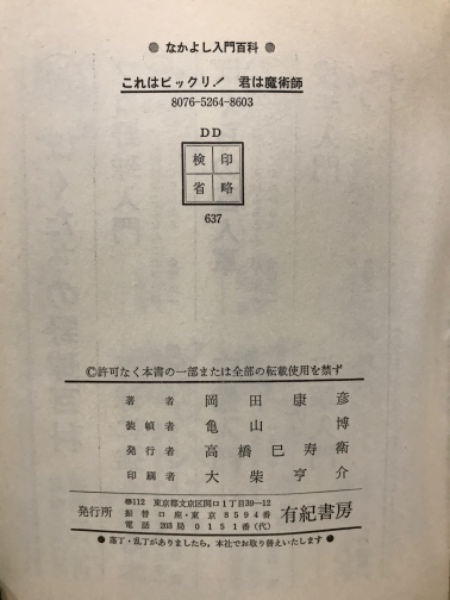 ● なかよし入門百科 ●
これはビックリ！ 君は魔術師
8076-5264-8603
DD
検印
省略
637
©許可なく本書の一部または全部の転載使用を禁ず
著者 岡田康彦
装幀者 亀山博
発行者 高橋巳寿衛
印刷者 大柴亨介
発行所 〠112 東京都文京区関口1丁目39—12
振替口座・東京8594番
電話 203局0151番(代)
有紀書房
●落丁・乱丁がありましたら，本社でお取り替えいたします ●